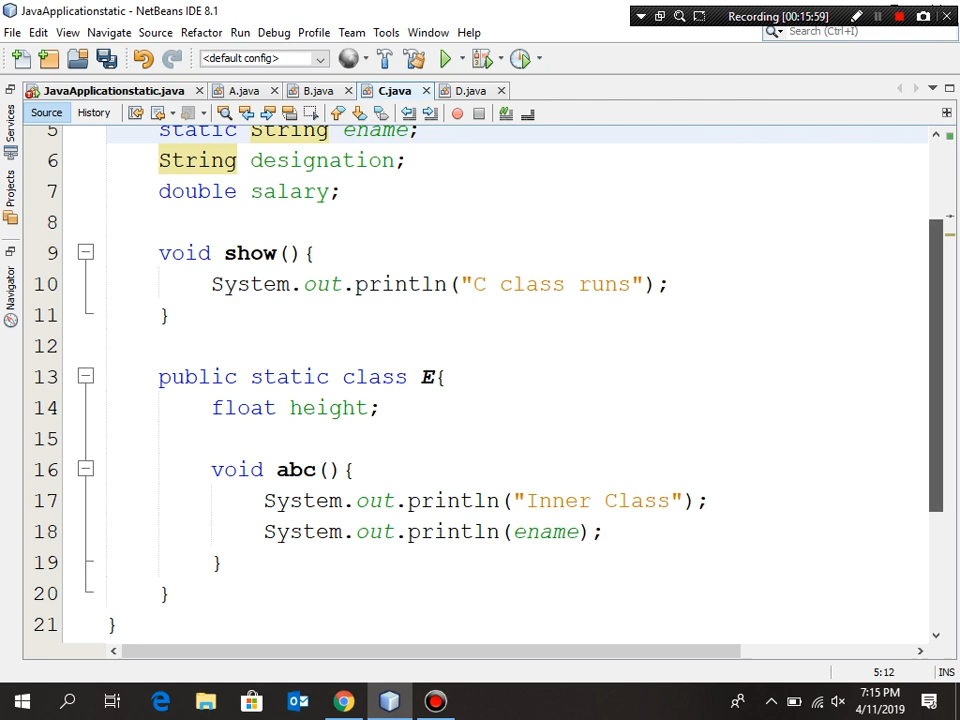 JavaApplicationstatic - NetBeans IDE 8.1
Recording [00:15:59]
File Edit View Navigate Source Refactor Run Debug Profile Team Tools Window Help
Search (Ctrl+I)
<default config>
JavaApplicationstatic.java A.java B.java C.java D.java
Source History
Services
Projects
Navigator
5 static String ename;
6 String designation;
7 double salary;
8
9 void show(){
10 System.out.println("C class runs");
11 }
12
13 public static class E{
14 float height;
15
16 void abc(){
17 System.out.println("Inner Class");
18 System.out.println(ename);
19 }
20 }
21 }
5:12 INS
7:15 PM
4/11/2019